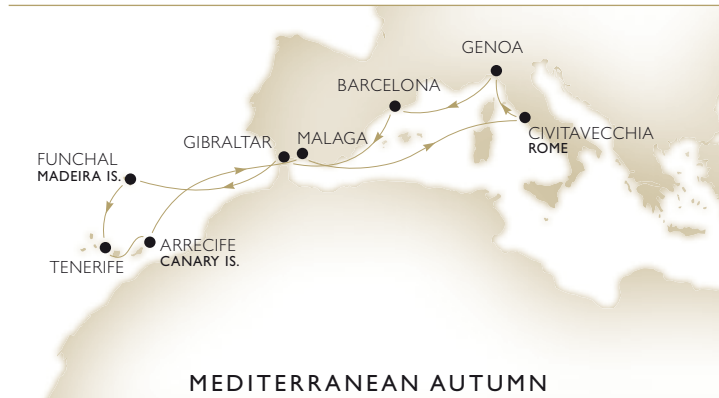 GENOA
BARCELONA
CIVITAVECCHIA
ROME
GIBRALTAR
MALAGA
FUNCHAL
MADEIRA IS.
ARRECIFE
CANARY IS.
TENERIFE
MEDITERRANEAN AUTUMN